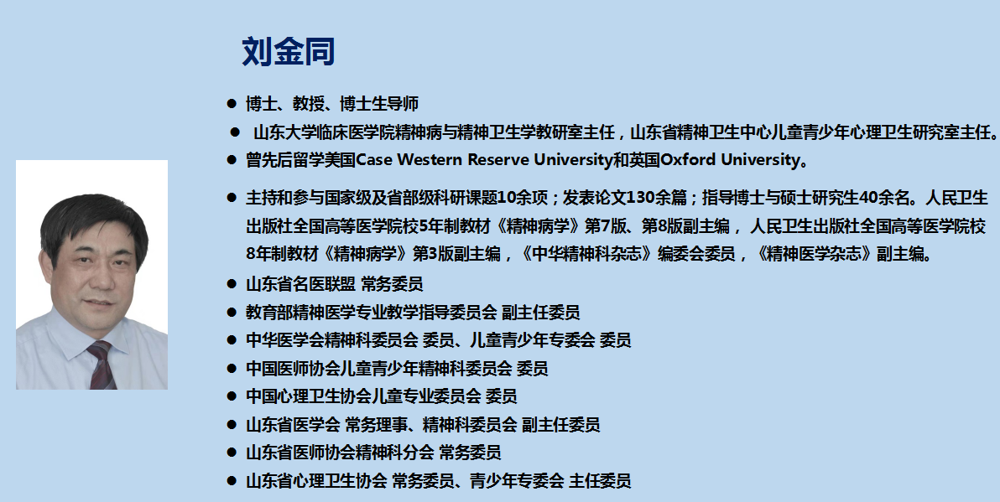 刘金同
● 博士、教授、博士生导师
● 山东大学临床医学院精神病与精神卫生学教研室主任，山东省精神卫生中心儿童青少年心理卫生研究室主任。
● 曾先后留学美国Case Western Reserve University和英国Oxford University。
● 主持和参与国家级及省部级科研课题10余项；发表论文130余篇；指导博士与硕士研究生40余名。人民卫生
出版社全国高等医学院校5年制教材《精神病学》第7版、第8版副主编， 人民卫生出版社全国高等医学院校
8年制教材《精神病学》第3版副主编，《中华精神科杂志》编委会委员，《精神医学杂志》副主编。
● 山东省名医联盟 常务委员
● 教育部精神医学专业教学指导委员会 副主任委员
● 中华医学会精神科委员会 委员、儿童青少年专委会 委员
● 中国医师协会儿童青少年精神科委员会 委员
● 中国心理卫生协会儿童专业委员会 委员
● 山东省医学会 常务理事、精神科委员会 副主任委员
● 山东省医师协会精神科分会 常务委员
● 山东省心理卫生协会 常务委员、青少年专委会 主任委员